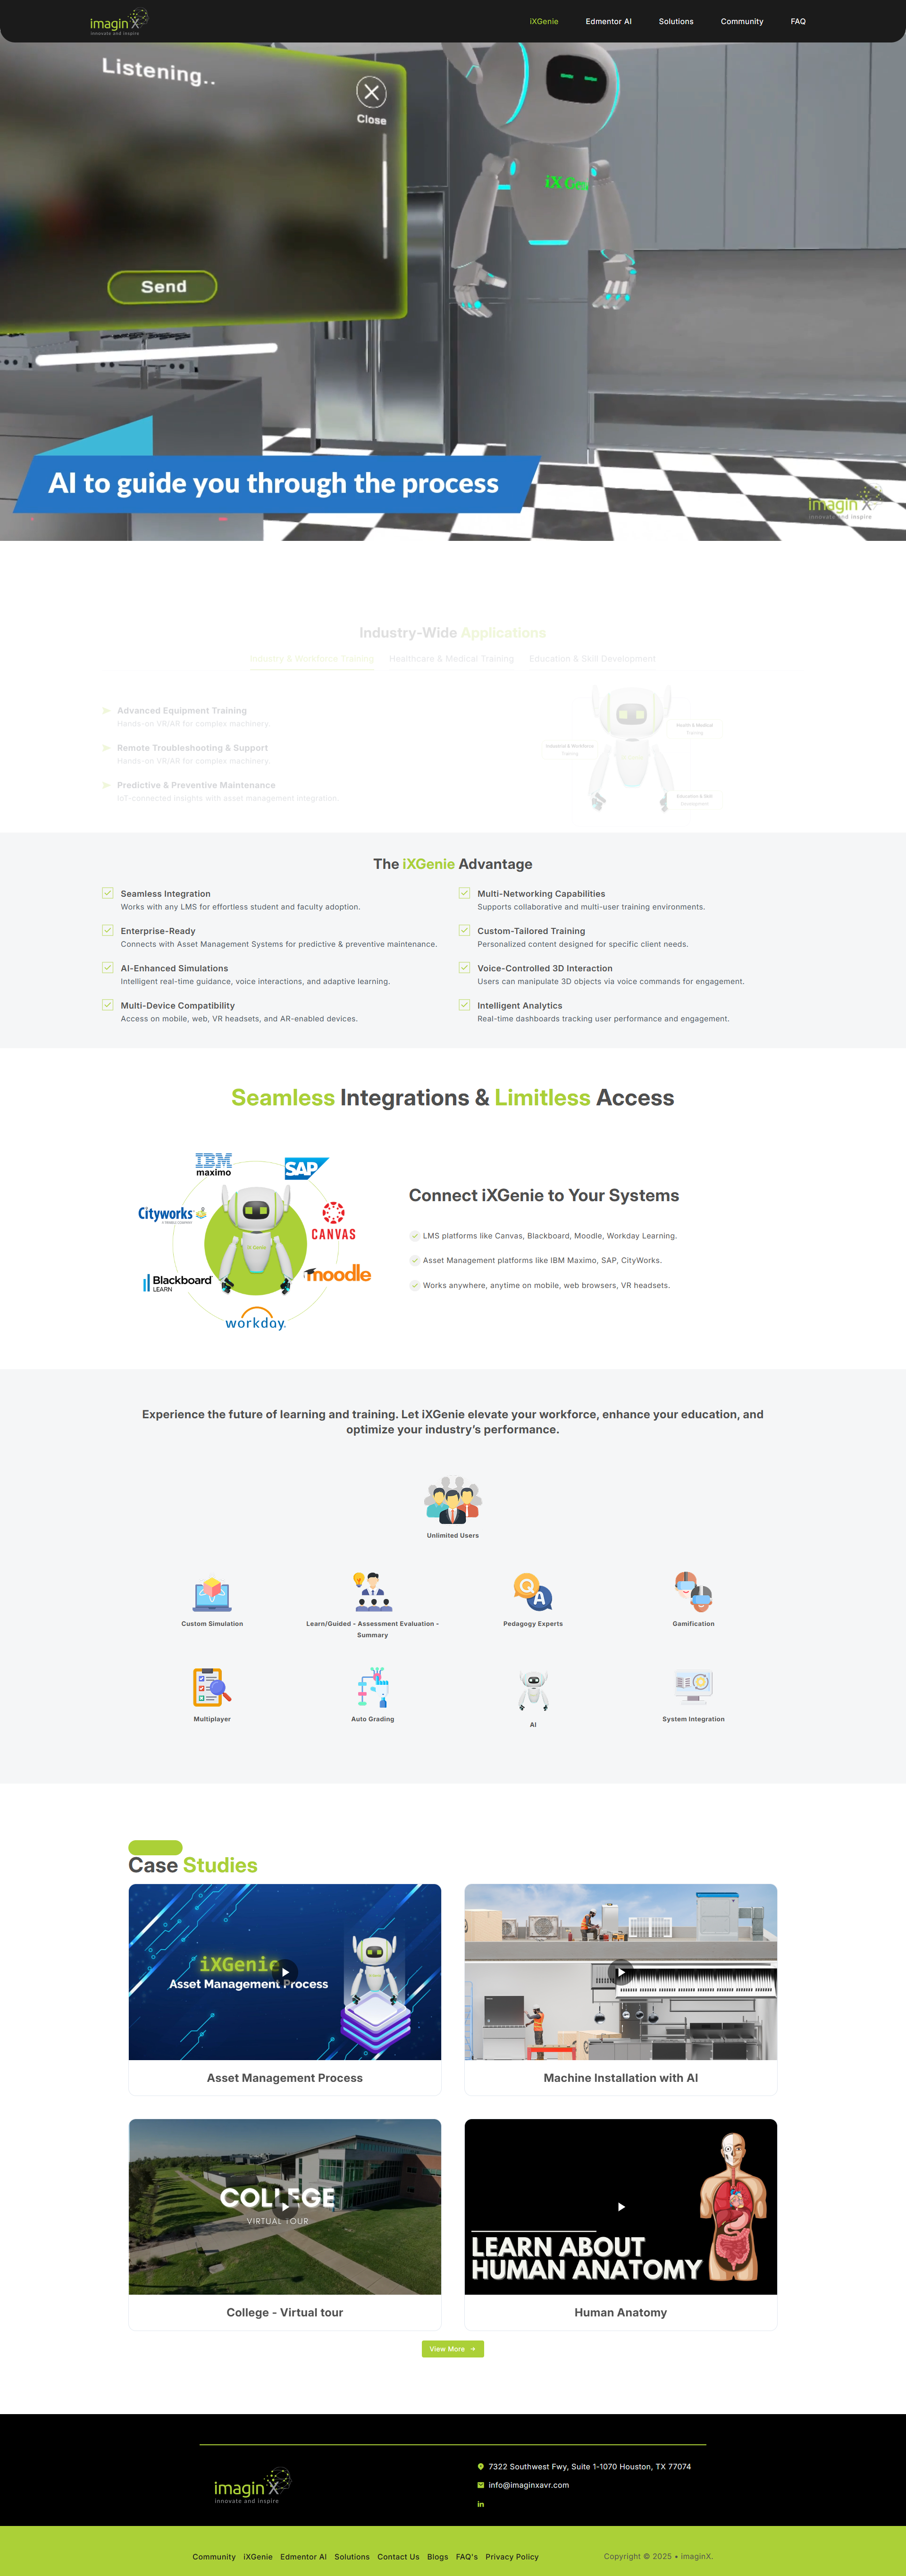 imagin X
innovate and inspire
iXGenie
Edmentor AI
Solutions
Community
FAQ
Listening..
Close
iX Gen
Send
AI to guide you through the process
imagin X
innovate and inspire
Industry-Wide Applications
Industry & Workforce Training
Healthcare & Medical Training
Education & Skill Development
Advanced Equipment Training
Hands-on VR/AR for complex machinery.
Remote Troubleshooting & Support
Hands-on VR/AR for complex machinery.
Predictive & Preventive Maintenance
IoT-connected insights with asset management integration.
Health & Medical
Training
Industrial & Workforce
Training
Education & Skill
Development
The iXGenie Advantage
Seamless Integration
Works with any LMS for effortless student and faculty adoption.
Enterprise-Ready
Connects with Asset Management Systems for predictive & preventive maintenance.
AI-Enhanced Simulations
Intelligent real-time guidance, voice interactions, and adaptive learning.
Multi-Device Compatibility
Access on mobile, web, VR headsets, and AR-enabled devices.
Multi-Networking Capabilities
Supports collaborative and multi-user training environments.
Custom-Tailored Training
Personalized content designed for specific client needs.
Voice-Controlled 3D Interaction
Users can manipulate 3D objects via voice commands for engagement.
Intelligent Analytics
Real-time dashboards tracking user performance and engagement.
Seamless Integrations & Limitless Access
IBM
maximo
SAP
Cityworks
CANVAS
iX Genie
Blackboard
LEARN
moodle
workday.
Connect iXGenie to Your Systems
LMS platforms like Canvas, Blackboard, Moodle, Workday Learning.
Asset Management platforms like IBM Maximo, SAP, CityWorks.
Works anywhere, anytime on mobile, web browsers, VR headsets.
Experience the future of learning and training. Let iXGenie elevate your workforce, enhance your education, and
optimize your industry's performance.
Unlimited Users
Custom Simulation
Learn/Guided - Assessment Evaluation -
Summary
Q
A
Pedagogy Experts
Gamification
Multiplayer
Auto Grading
AI
System Integration
Case Studies
iXGenie
Asset Management Process
Asset Management Process
Machine Installation with AI
COLLEGE
VIRTUAL TOUR
College - Virtual tour
LEARN ABOUT
HUMAN ANATOMY
Human Anatomy
View More
imagin X
innovate and inspire
7322 Southwest Fwy, Suite 1-1070 Houston, TX 77074
info@imaginxavr.com
in
Community
iXGenie
Edmentor AI
Solutions
Contact Us
Blogs
FAQ's
Privacy Policy
Copyright © 2025 • imaginX.